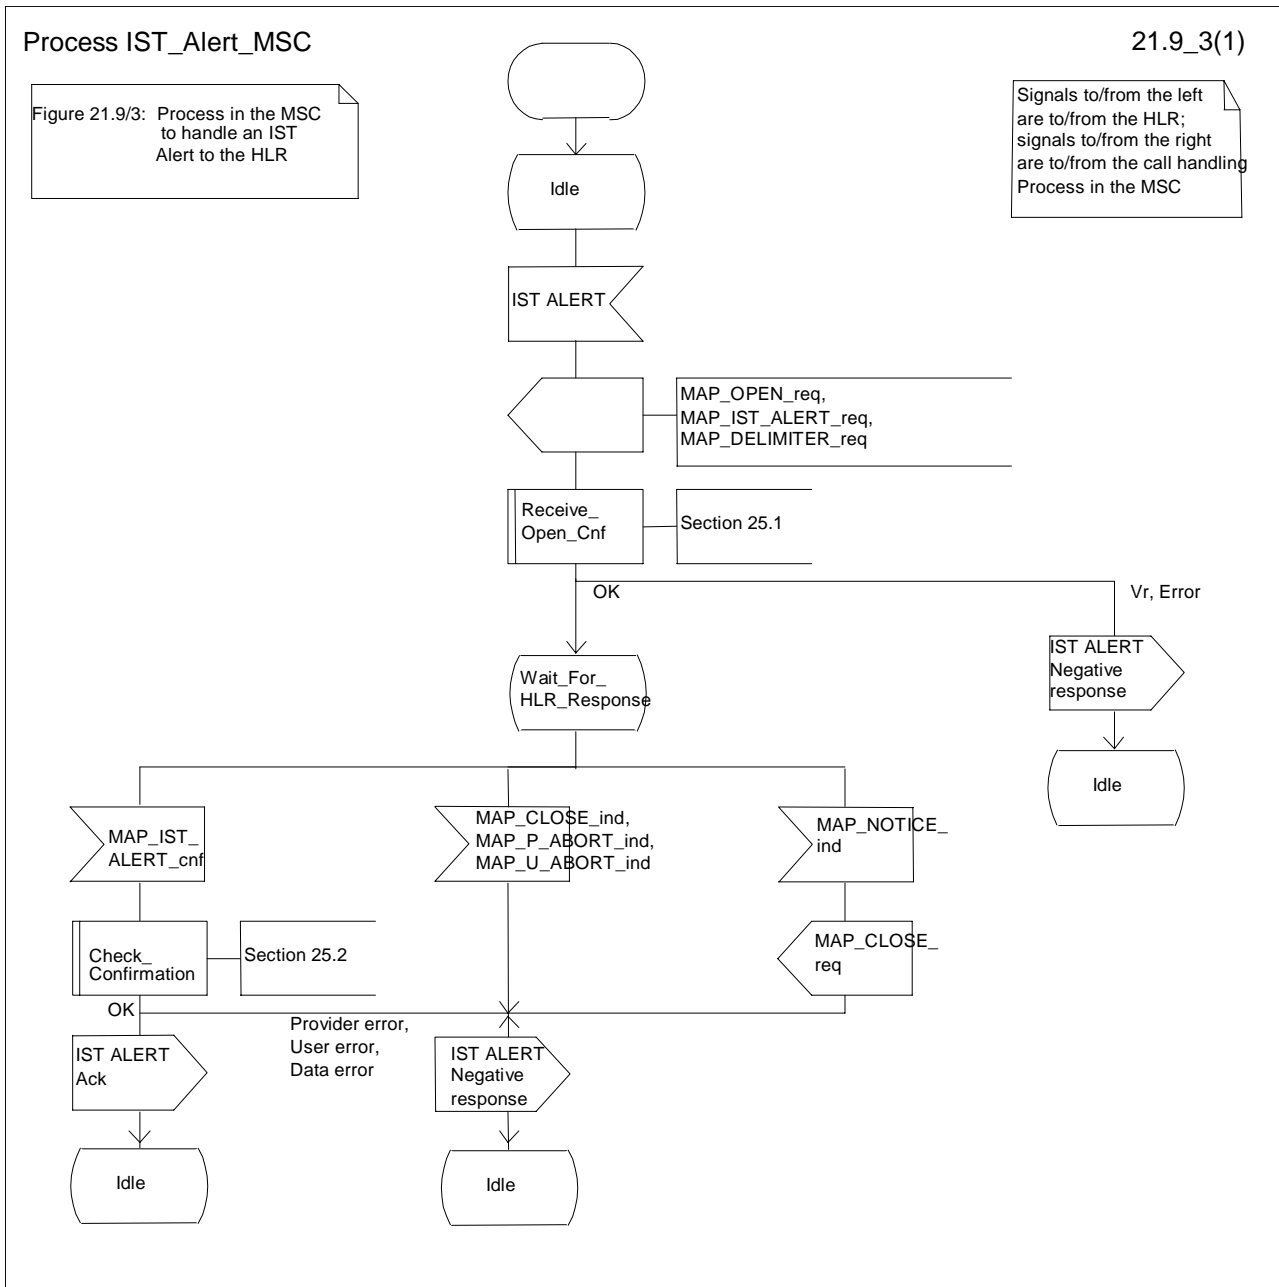 Process IST_Alert_MSC
21.9_3(1)
Figure 21.9/3: Process in the MSC
to handle an IST
Alert to the HLR
Signals to/from the left
are to/from the HLR;
signals to/from the right
are to/from the call handling
Process in the MSC
Idle
IST ALERT
MAP_OPEN_req,
MAP_IST_ALERT_req,
MAP_DELIMITER_req
Receive_
Open_Cnf
Section 25.1
OK
Vr, Error
IST ALERT
Negative
response
Idle
Wait_For_
HLR_Response
MAP_IST_
ALERT_cnf
MAP_CLOSE_ind,
MAP_P_ABORT_ind,
MAP_U_ABORT_ind
MAP_NOTICE_
ind
Check_
Confirmation
Section 25.2
MAP_CLOSE_
req
OK
Provider error,
User error,
Data error
IST ALERT
Ack
IST ALERT
Negative
response
Idle
Idle